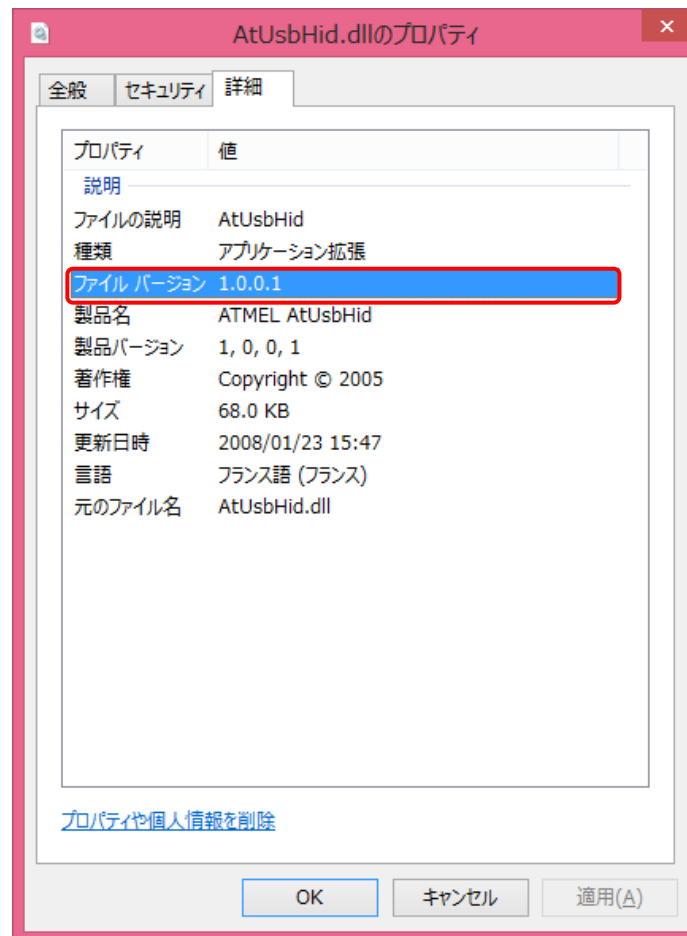 AtUsbHid.dllのプロパティ
全般 セキュリティ 詳細
プロパティ 値
説明
ファイルの説明 AtUsbHid
種類 アプリケーション拡張
ファイル バージョン 1.0.0.1
製品名 ATMEL AtUsbHid
製品バージョン 1, 0, 0, 1
著作権 Copyright © 2005
サイズ 68.0 KB
更新日時 2008/01/23 15:47
言語 フランス語 (フランス)
元のファイル名 AtUsbHid.dll
プロパティや個人情報を削除
OK キャンセル 適用(A)